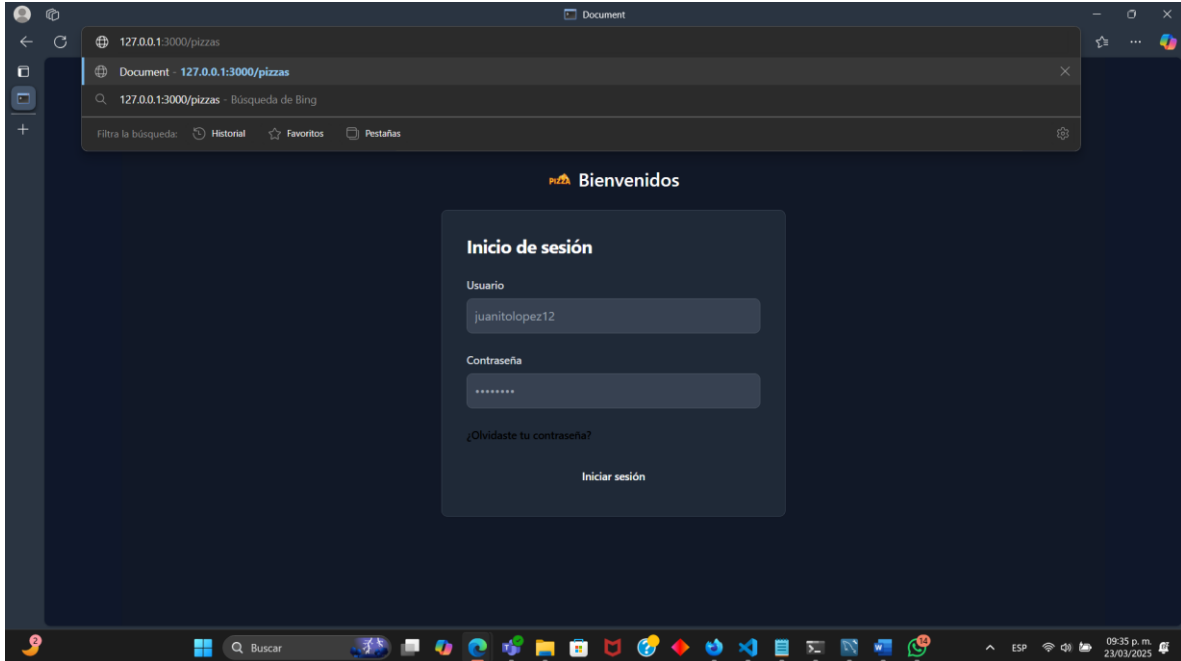 Document
127.0.0.1:3000/pizzas
Document - 127.0.0.1:3000/pizzas
127.0.0.1:3000/pizzas - Búsqueda de Bing
Filtra la búsqueda: Historial Favoritos Pestañas
PIZZA Bienvenidos
Inicio de sesión
Usuario
juanitolopez12
Contraseña
••••••••
¿Olvidaste tu contraseña?
Iniciar sesión
2
Buscar
9
ESP
09:35 p. m.
23/03/2025